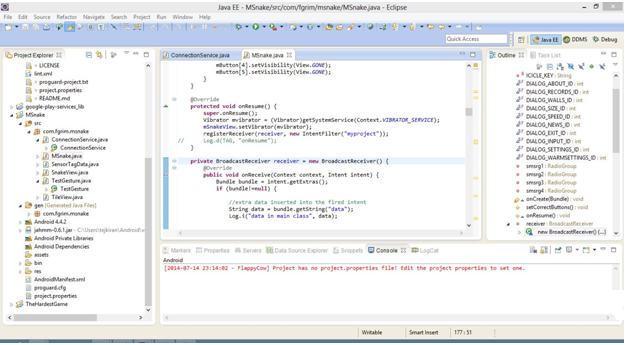 Java EE - MSnake/src/com/fgrim/msnake/MSnake.java - Eclipse
File Edit Source Refactor Navigate Search Project Run Window Help
Quick Access
Java EE DDMS Debug
Project Explorer
LICENSE
lint.xml
proguard-project.txt
project.properties
README.md
google-play-services_lib
MSnake
src
com.fgrim.msnake
ConnectionService.java
ConnectionService
MSnake.java
SensorTagData.java
SnakeView.java
TestGesture.java
TestGesture
TileView.java
gen [Generated Java Files]
com.fgrim.msnake
Android 4.4.2
jahmm-0.6.1.jar - C:\Users\tejkiran\Android\
Android Private Libraries
Android Dependencies
assets
bin
res
AndroidManifest.xml
proguard.cfg
project.properties
TheHardestGame
ConnectionService.java MSnake.java
mButton[4].setVisibility(View.GONE);
mButton[5].setVisibility(View.GONE);
}
}
@Override
protected void onResume() {
super.onResume();
Vibrator mvibrator = (Vibrator)getSystemService(Context.VIBRATOR_SERVICE);
mSnakeView.setVibrator(mvibrator);
registerReceiver(receiver, new IntentFilter("myproject"));
// Log.d(TAG, "onResume");
}
private BroadcastReceiver receiver = new BroadcastReceiver() {
@Override
public void onReceive(Context context, Intent intent) {
Bundle bundle = intent.getExtras();
if (bundle!=null) {
//extra data inserted into the fired intent
String data = bundle.getString("data");
Log.i("data in main class", data);
Outline Task List
ICICLE_KEY : String
DIALOG_ABOUT_ID : int
DIALOG_RECORDS_ID : int
DIALOG_WALLS_ID : int
DIALOG_SIZE_ID : int
DIALOG_SPEED_ID : int
DIALOG_NEWS_ID : int
DIALOG_EXIT_ID : int
DIALOG_INPUT_ID : int
DIALOG_SETTINGS_ID : int
DIALOG_WARMSETTINGS_ID : int
smsrg1 : RadioGroup
smsrg2 : RadioGroup
smsrg3 : RadioGroup
smsrg4 : RadioGroup
onCreate(Bundle) : void
setCorrectButtons() : void
onResume() : void
receiver : BroadcastReceiver
new BroadcastReceiver() {...}
Markers Properties Servers Data Source Explorer Snippets Console LogCat
Android
[2014-07-14 23:14:02 - FlappyCow] Project has no project.properties file! Edit the project properties to set one.
Writable Smart Insert 177 : 51